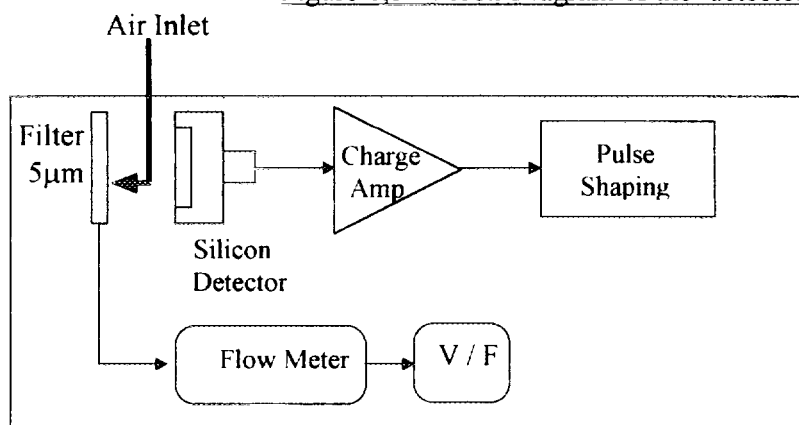 Air Inlet
Filter
5µm
Charge
Amp
Pulse
Shaping
Silicon
Detector
Flow Meter
V / F